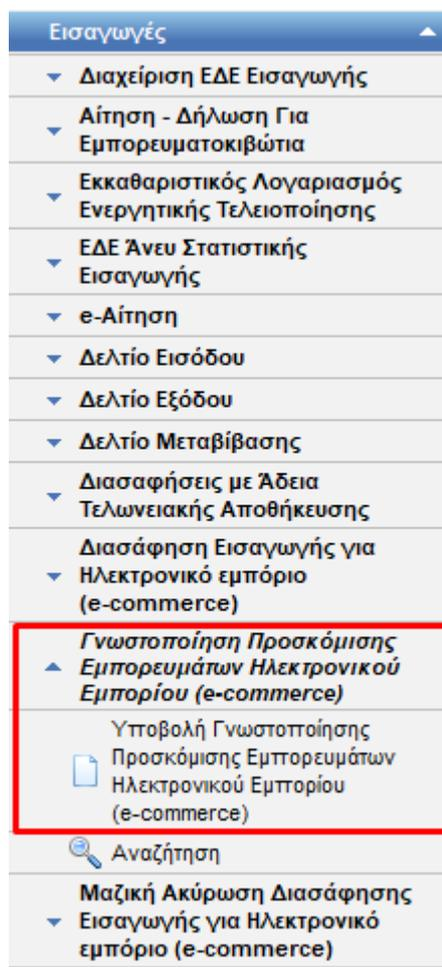 Εισαγωγές
Διαχείριση ΕΔΕ Εισαγωγής
Αίτηση - Δήλωση Για
Εμπορευματοκιβώτια
Εκκαθαριστικός Λογαριασμός
Ενεργητικής Τελειοποίησης
ΕΔΕ Άνευ Στατιστικής
Εισαγωγής
e-Αίτηση
Δελτίο Εισόδου
Δελτίο Εξόδου
Δελτίο Μεταβίβασης
Διασαφήσεις με Άδεια
Τελωνειακής Αποθήκευσης
Διασάφηση Εισαγωγής για
Ηλεκτρονικό εμπόριο
(e-commerce)
Γνωστοποίηση Προσκόμισης
Εμπορευμάτων Ηλεκτρονικού
Εμπορίου (e-commerce)
Υποβολή Γνωστοποίησης
Προσκόμισης Εμπορευμάτων
Ηλεκτρονικού Εμπορίου
(e-commerce)
Αναζήτηση
Μαζική Ακύρωση Διασάφησης
Εισαγωγής για Ηλεκτρονικό
εμπόριο (e-commerce)